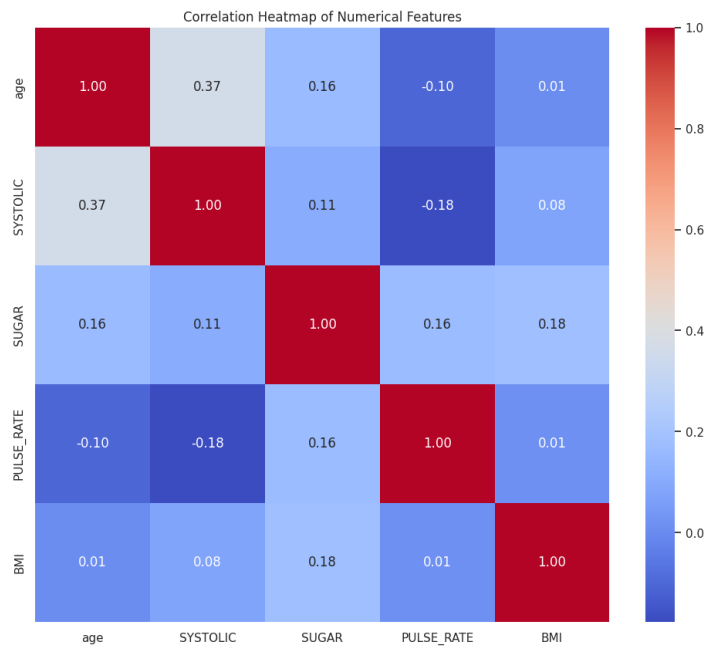 Correlation Heatmap of Numerical Features
age 1.00 0.37 0.16 -0.10 0.01
SYSTOLIC 0.37 1.00 0.11 -0.18 0.08
SUGAR 0.16 0.11 1.00 0.16 0.18
PULSE_RATE -0.10 -0.18 0.16 1.00 0.01
BMI 0.01 0.08 0.18 0.01 1.00
age SYSTOLIC SUGAR PULSE_RATE BMI
1.0
0.8
0.6
0.4
0.2
0.0